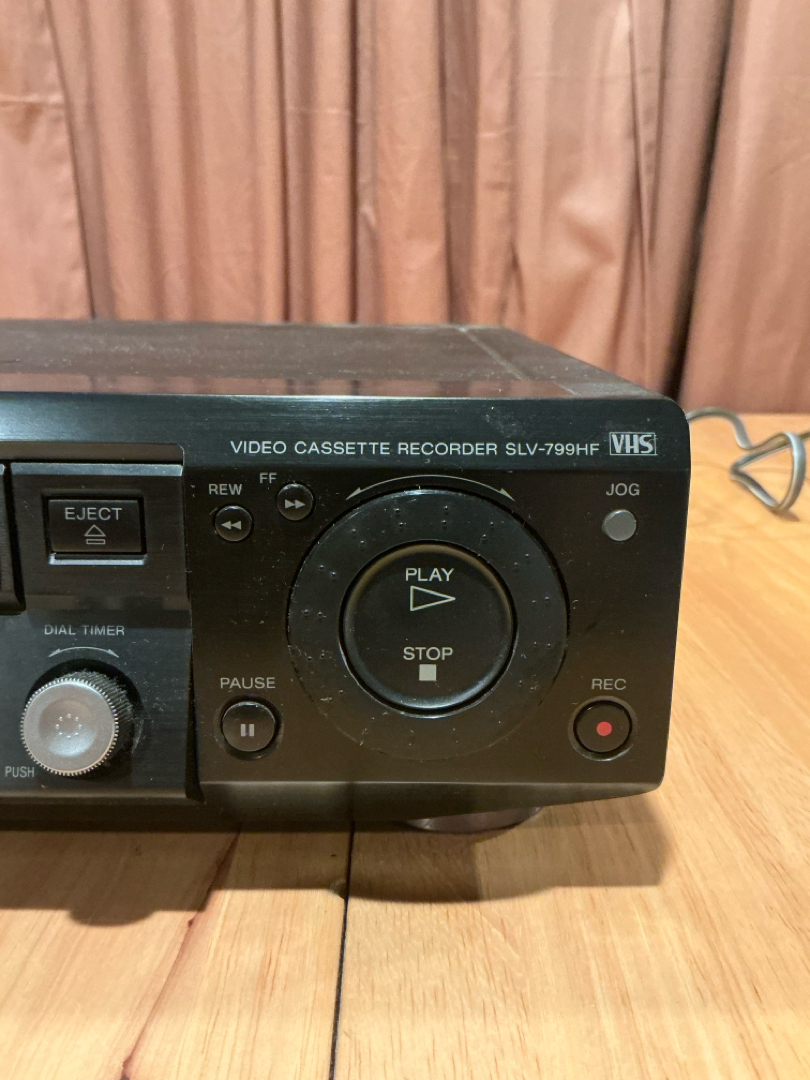 VIDEO CASSETTE RECORDER SLV-799HF VHS
EJECT
REW
FF
JOG
PLAY
STOP
DIAL TIMER
PAUSE
REC
PUSH